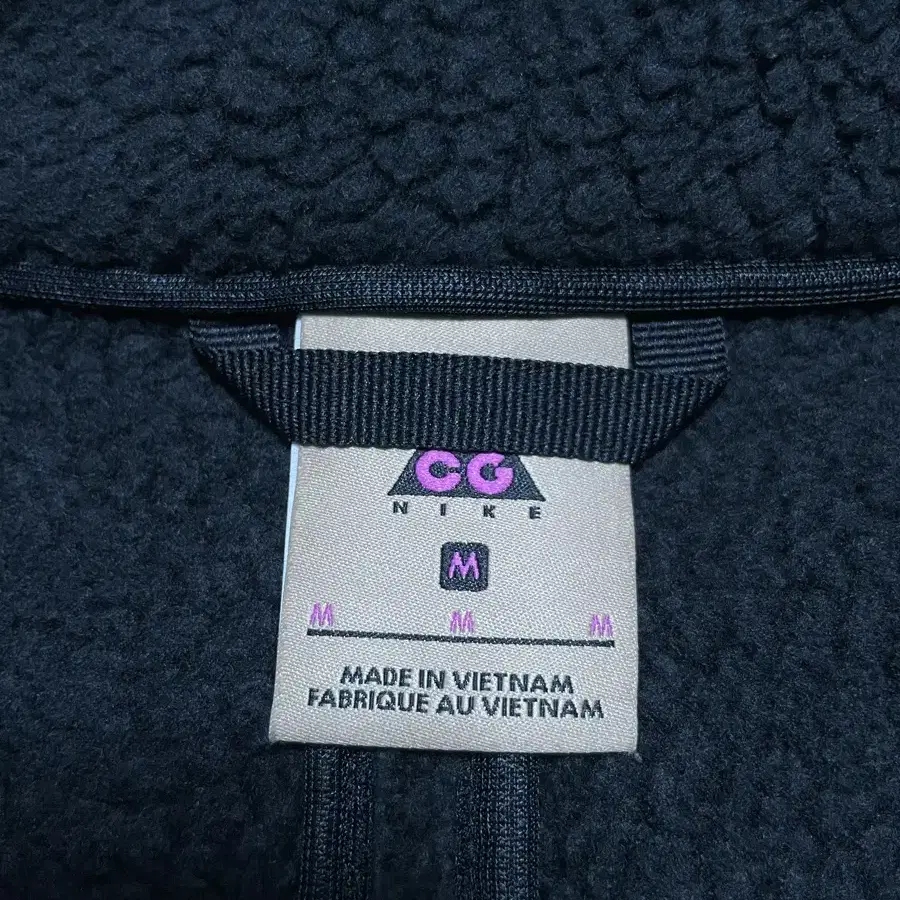 CG
NIKE
M
M M M
MADE IN VIETNAM
FABRIQUE AU VIETNAM